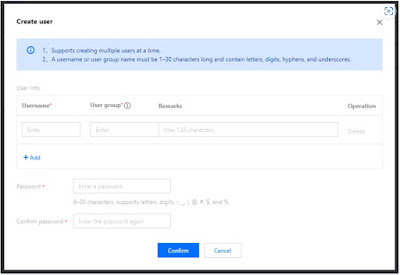 Create user
1、Supports creating multiple users at a time.
2、A username or user group name must be 1–30 characters long and contain letters, digits, hyphens, and underscores.
User Info
Username* User group* Remarks Operation
Enter Enter Max 128 characters Delete
+ Add
Password * Enter a password
8–30 characters; supports letters, digits, -, _, !, @, #, $, and %
Confirm password * Enter the password again
Confirm Cancel